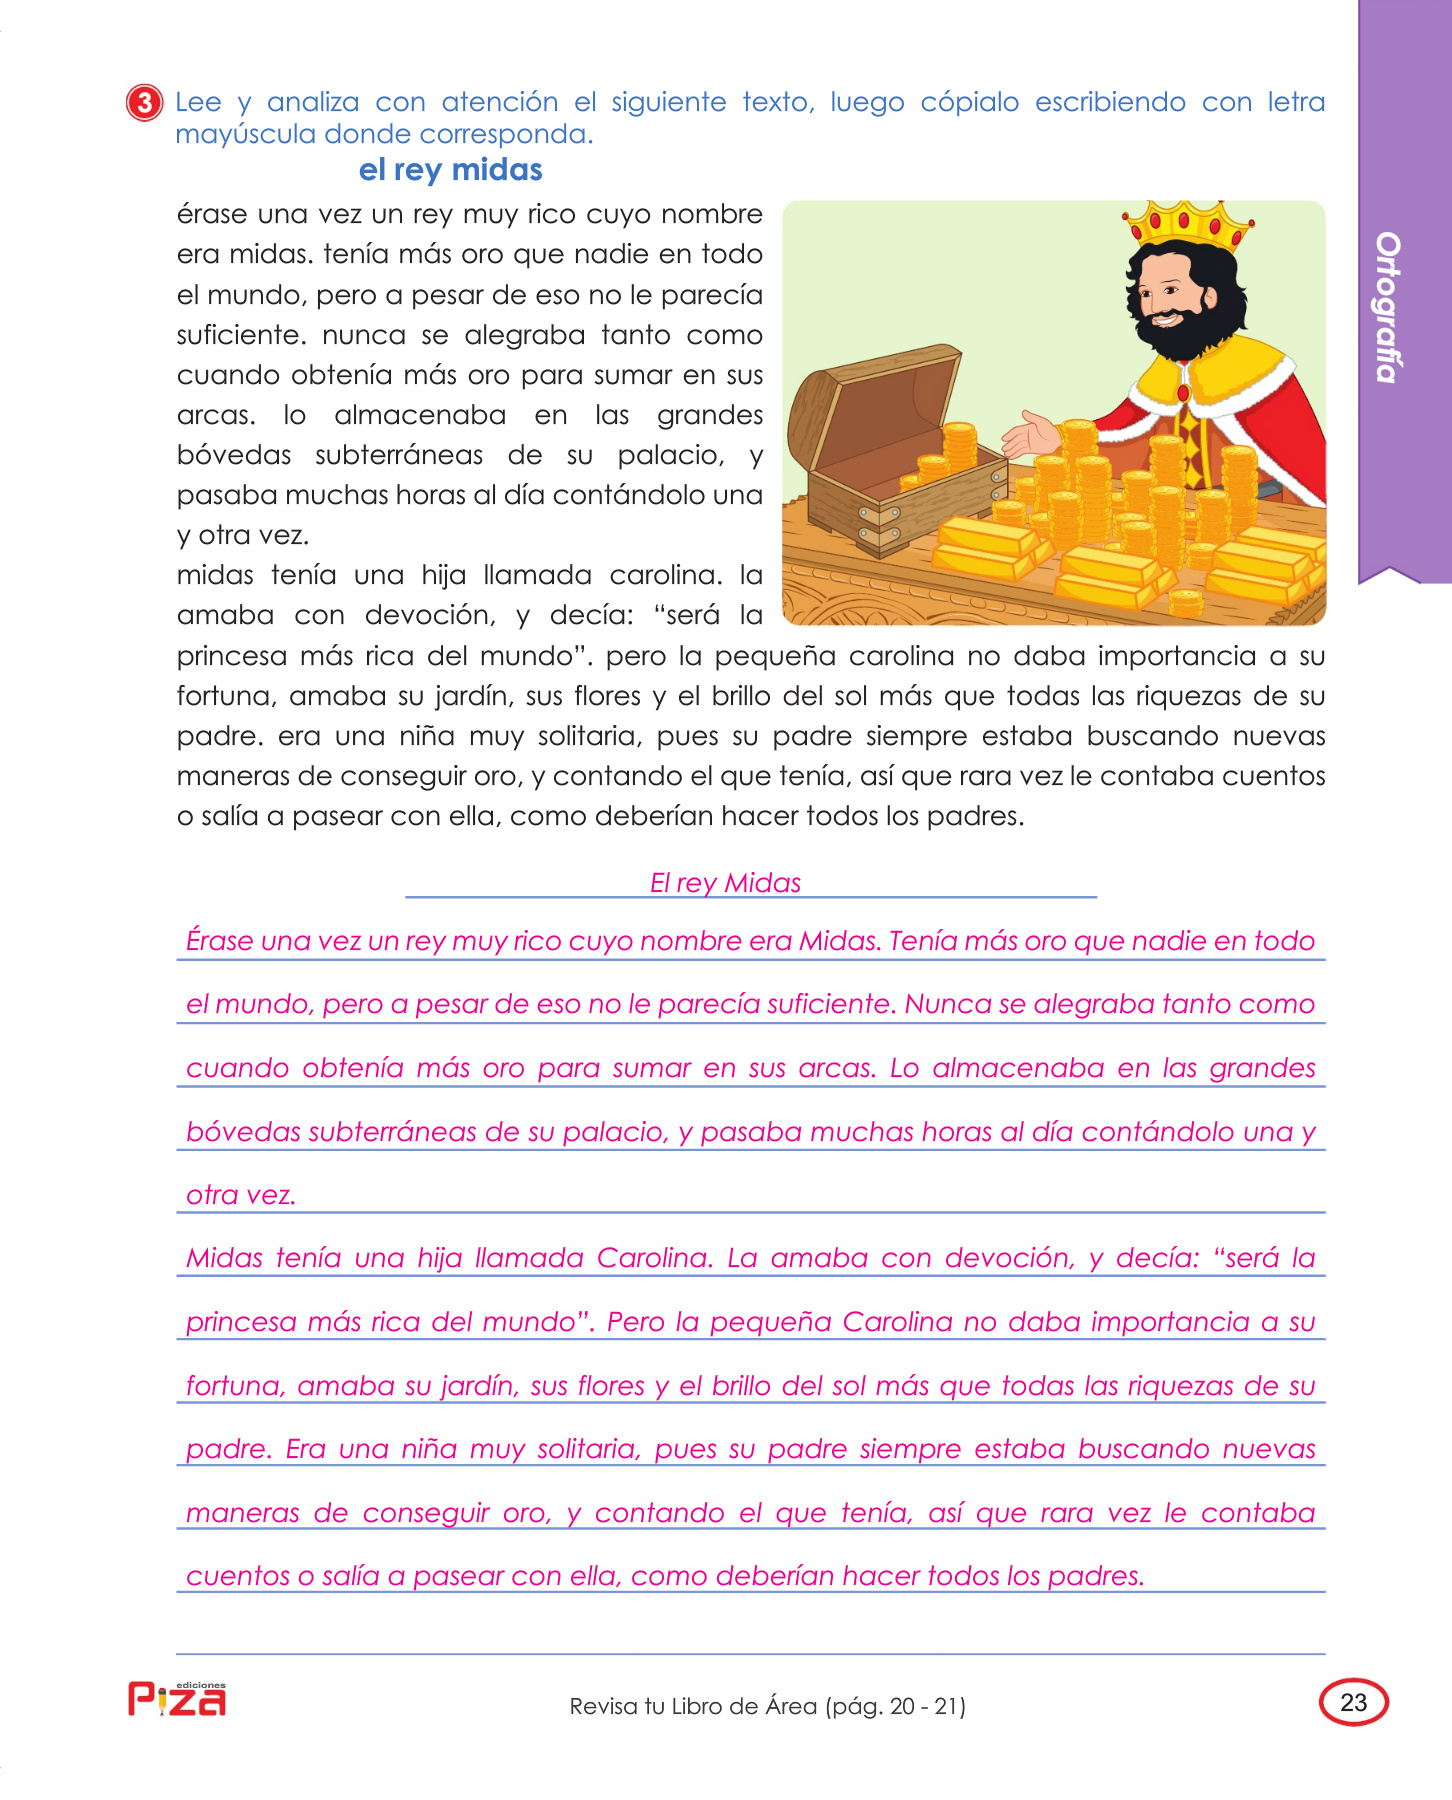 3 Lee y analiza con atención el siguiente texto, luego cópialo escribiendo con letra
mayúscula donde corresponda.
el rey midas
érase una vez un rey muy rico cuyo nombre
era midas. tenía más oro que nadie en todo
el mundo, pero a pesar de eso no le parecía
suficiente. nunca se alegraba tanto como
cuando obtenía más oro para sumar en sus
arcas. lo almacenaba en las grandes
bóvedas subterráneas de su palacio, y
pasaba muchas horas al día contándolo una
y otra vez.
midas tenía una hija llamada carolina. la
amaba con devoción, y decía: “será la
princesa más rica del mundo”. pero la pequeña carolina no daba importancia a su
fortuna, amaba su jardín, sus flores y el brillo del sol más que todas las riquezas de su
padre. era una niña muy solitaria, pues su padre siempre estaba buscando nuevas
maneras de conseguir oro, y contando el que tenía, así que rara vez le contaba cuentos
o salía a pasear con ella, como deberían hacer todos los padres.
Ortografía
El rey Midas
Érase una vez un rey muy rico cuyo nombre era Midas. Tenía más oro que nadie en todo
el mundo, pero a pesar de eso no le parecía suficiente. Nunca se alegraba tanto como
cuando obtenía más oro para sumar en sus arcas. Lo almacenaba en las grandes
bóvedas subterráneas de su palacio, y pasaba muchas horas al día contándolo una y
otra vez.
Midas tenía una hija llamada Carolina. La amaba con devoción, y decía: “será la
princesa más rica del mundo”. Pero la pequeña Carolina no daba importancia a su
fortuna, amaba su jardín, sus flores y el brillo del sol más que todas las riquezas de su
padre. Era una niña muy solitaria, pues su padre siempre estaba buscando nuevas
maneras de conseguir oro, y contando el que tenía, así que rara vez le contaba
cuentos o salía a pasear con ella, como deberían hacer todos los padres.
ediciones
Piza
Revisa tu Libro de Área (pág. 20 - 21)
23